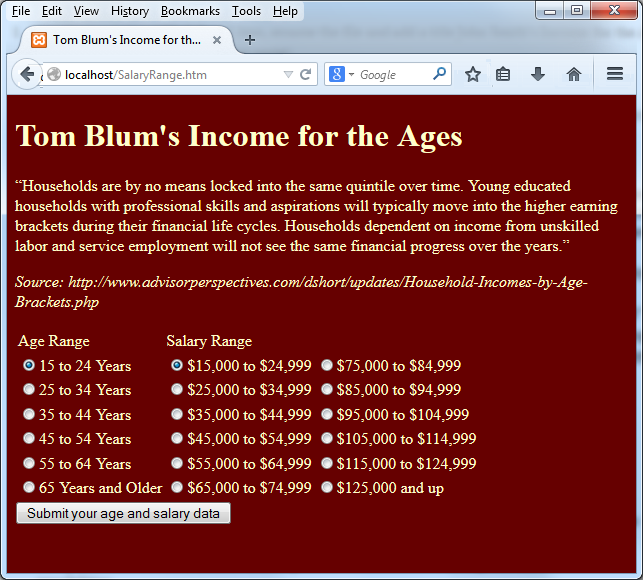 File Edit View History Bookmarks Tools Help
Tom Blum's Income for th...
localhost/SalaryRange.htm
Google
Tom Blum's Income for the Ages
“Households are by no means locked into the same quintile over time. Young educated
households with professional skills and aspirations will typically move into the higher earning
brackets during their financial life cycles. Households dependent on income from unskilled
labor and service employment will not see the same financial progress over the years.”
Source: http://www.advisorperspectives.com/dshort/updates/Household-Incomes-by-Age-
Brackets.php
Age Range Salary Range
15 to 24 Years $15,000 to $24,999 $75,000 to $84,999
25 to 34 Years $25,000 to $34,999 $85,000 to $94,999
35 to 44 Years $35,000 to $44,999 $95,000 to $104,999
45 to 54 Years $45,000 to $54,999 $105,000 to $114,999
55 to 64 Years $55,000 to $64,999 $115,000 to $124,999
65 Years and Older $65,000 to $74,999 $125,000 and up
Submit your age and salary data